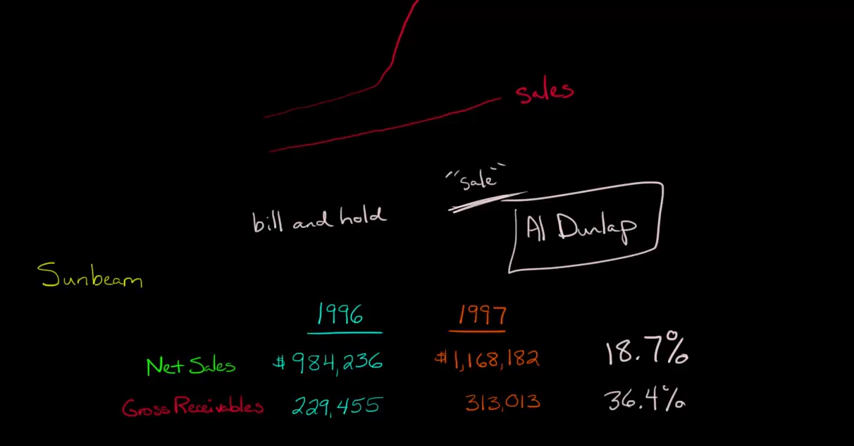 sales
"sale"
bill and hold
Al Dunlap
Sunbeam
1996 1997
Net Sales $984,236 $1,168,182 18.7%
Gross Receivables 229,455 313,013 36.4%